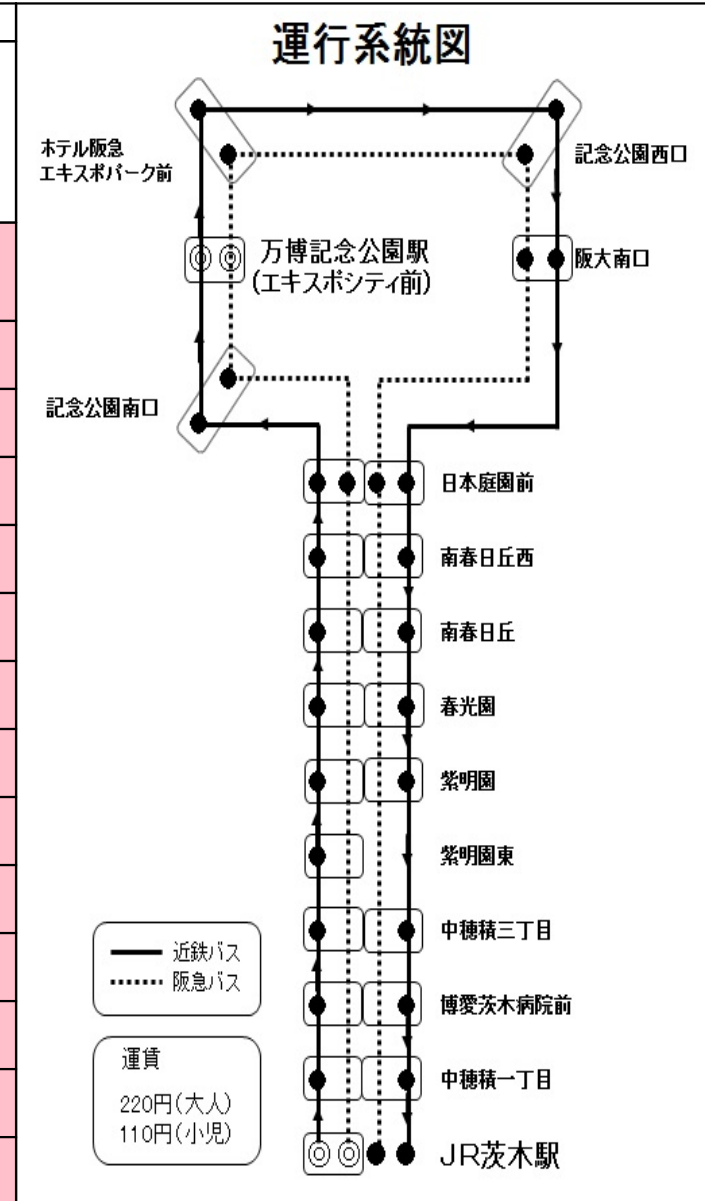 運行系統図
ホテル阪急
エキスポパーク前
記念公園西口
万博記念公園駅
(エキスポシティ前)
阪大南口
記念公園南口
日本庭園前
南春日丘西
南春日丘
春光園
紫明園
紫明園東
中穂積三丁目
博愛茨木病院前
中穂積一丁目
JR茨木駅
近鉄バス
阪急バス
運賃
220円(大人)
110円(小児)